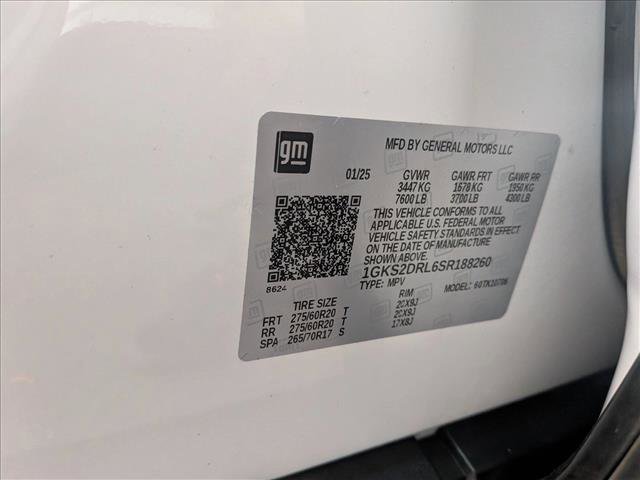 gm
MFD BY GENERAL MOTORS LLC
01/25 GVWR GAWR FRT GAWR RR
3447 KG 1678 KG 1950 KG
7600 LB 3700 LB 4300 LB
THIS VEHICLE CONFORMS TO ALL
APPLICABLE U.S. FEDERAL MOTOR
VEHICLE SAFETY STANDARDS IN
EFFECT ON THE DATE OF MANUFACTURE
SHOWN ABOVE.
1GKS2DRL6SR188260
8624
TYPE: MPV MODEL: 6OTK10706
TIRE SIZE RIM
FRT 275/60R20 T 20X9J
RR 275/60R20 T 20X9J
SPA 265/70R17 S 17X8J